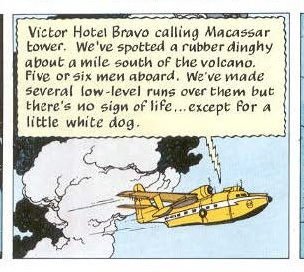 Victor Hotel Bravo calling Macassar
tower. We've spotted a rubber dinghy
about a mile south of the volcano.
Five or six men aboard. We've made
several low-level runs over them but
there's no sign of life... except for a
little white dog.